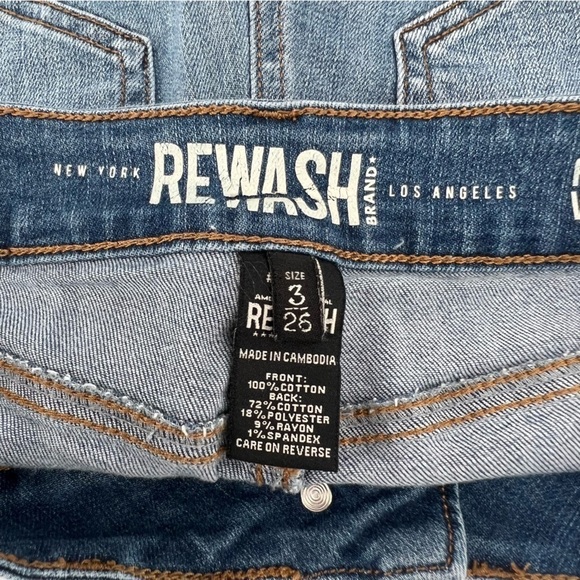 NEW YORK REWASH BRAND LOS ANGELES
SIZE
3
26
RE H
MADE IN CAMBODIA
FRONT:
100%COTTON
BACK:
72%COTTON
18%POLYESTER
9%RAYON
1%SPANDEX
CARE ON REVERSE